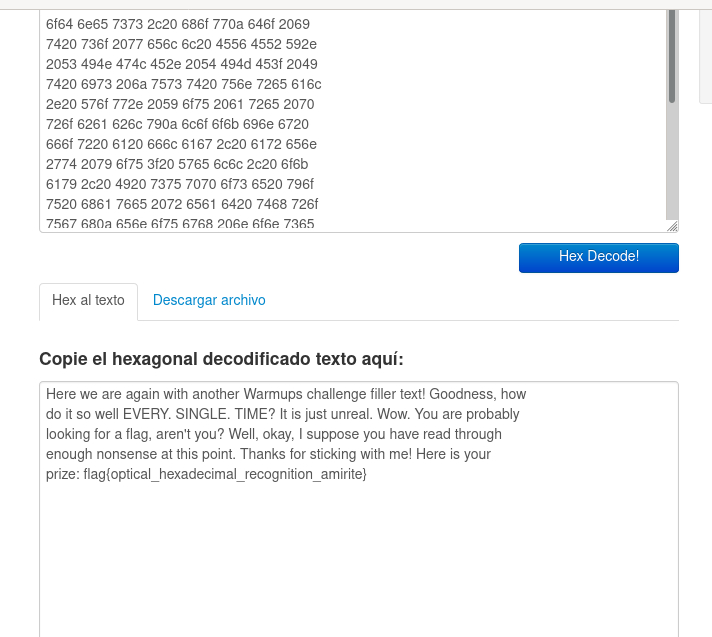 6f64 6e65 7373 2c20 686f 770a 646f 2069
7420 736f 2077 656c 6c20 4556 4552 592e
2053 494e 474c 452e 2054 494d 453f 2049
7420 6973 206a 7573 7420 756e 7265 616c
2e20 576f 772e 2059 6f75 2061 7265 2070
726f 6261 626c 790a 6c6f 6f6b 696e 6720
666f 7220 6120 666c 6167 2c20 6172 656e
2774 2079 6f75 3f20 5765 6c6c 2c20 6f6b
6179 2c20 4920 7375 7070 6f73 6520 796f
7520 6861 7665 2072 6561 6420 7468 726f
7567 680a 656e 6f75 6768 206e 6f6e 7365
Hex Decode!
Hex al texto Descargar archivo
Copie el hexagonal decodificado texto aquí:
Here we are again with another Warmups challenge filler text! Goodness, how
do it so well EVERY. SINGLE. TIME? It is just unreal. Wow. You are probably
looking for a flag, aren't you? Well, okay, I suppose you have read through
enough nonsense at this point. Thanks for sticking with me! Here is your
prize: flag{optical_hexadecimal_recognition_amirite}